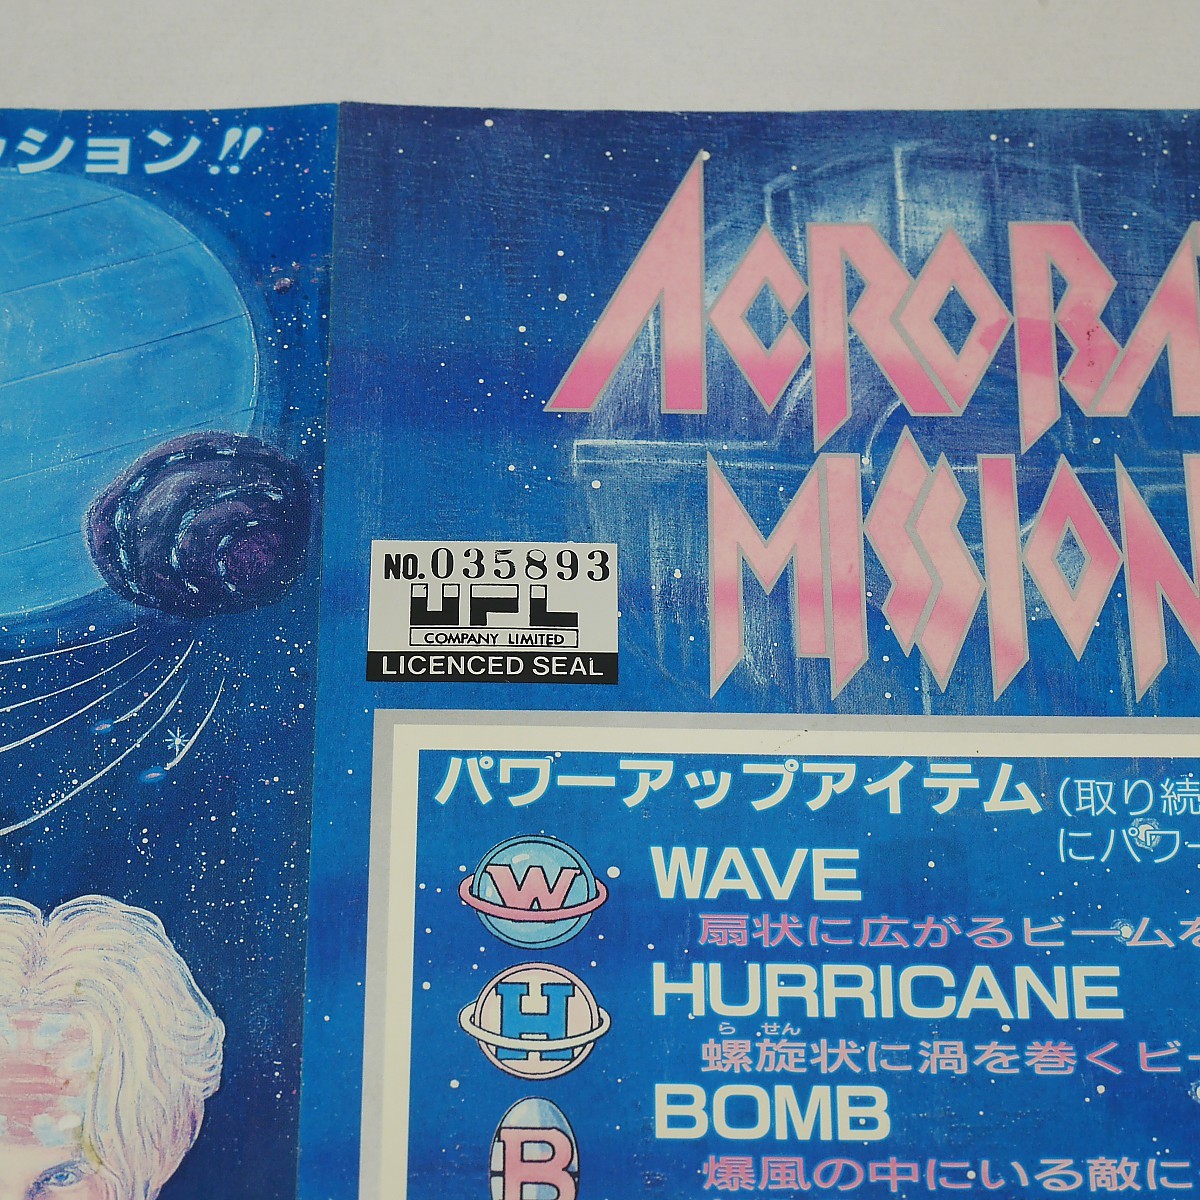 ション!!
ACROBA
MISSION
NO. 035893
UPL
COMPANY LIMITED
LICENCED SEAL
パワーアップアイテム (取り続
にパワー
W
WAVE
扇状に広がるビームを
H
HURRICANE
らせん
螺旋状に渦を巻くビー
B
BOMB
爆風の中にいる敵に